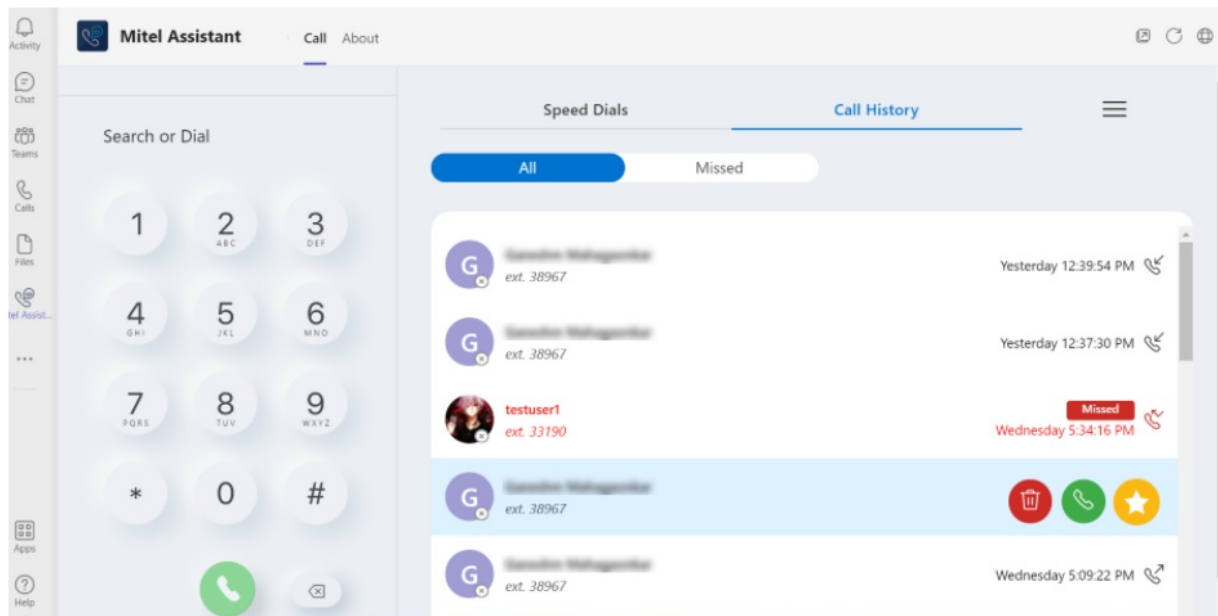 Activity
Chat
Teams
Calls
Files
tel Assist...
Apps
Help
Mitel Assistant
Call About
Search or Dial
1
2
ABC
3
DEF
4
GHI
5
JKL
6
MNO
7
PQRS
8
TUV
9
WXYZ
*
0
#
Speed Dials
Call History
All
Missed
G
ext. 38967
Yesterday 12:39:54 PM
G
ext. 38967
Yesterday 12:37:30 PM
testuser1
ext. 33190
Missed
Wednesday 5:34:16 PM
G
ext. 38967
G
ext. 38967
Wednesday 5:09:22 PM